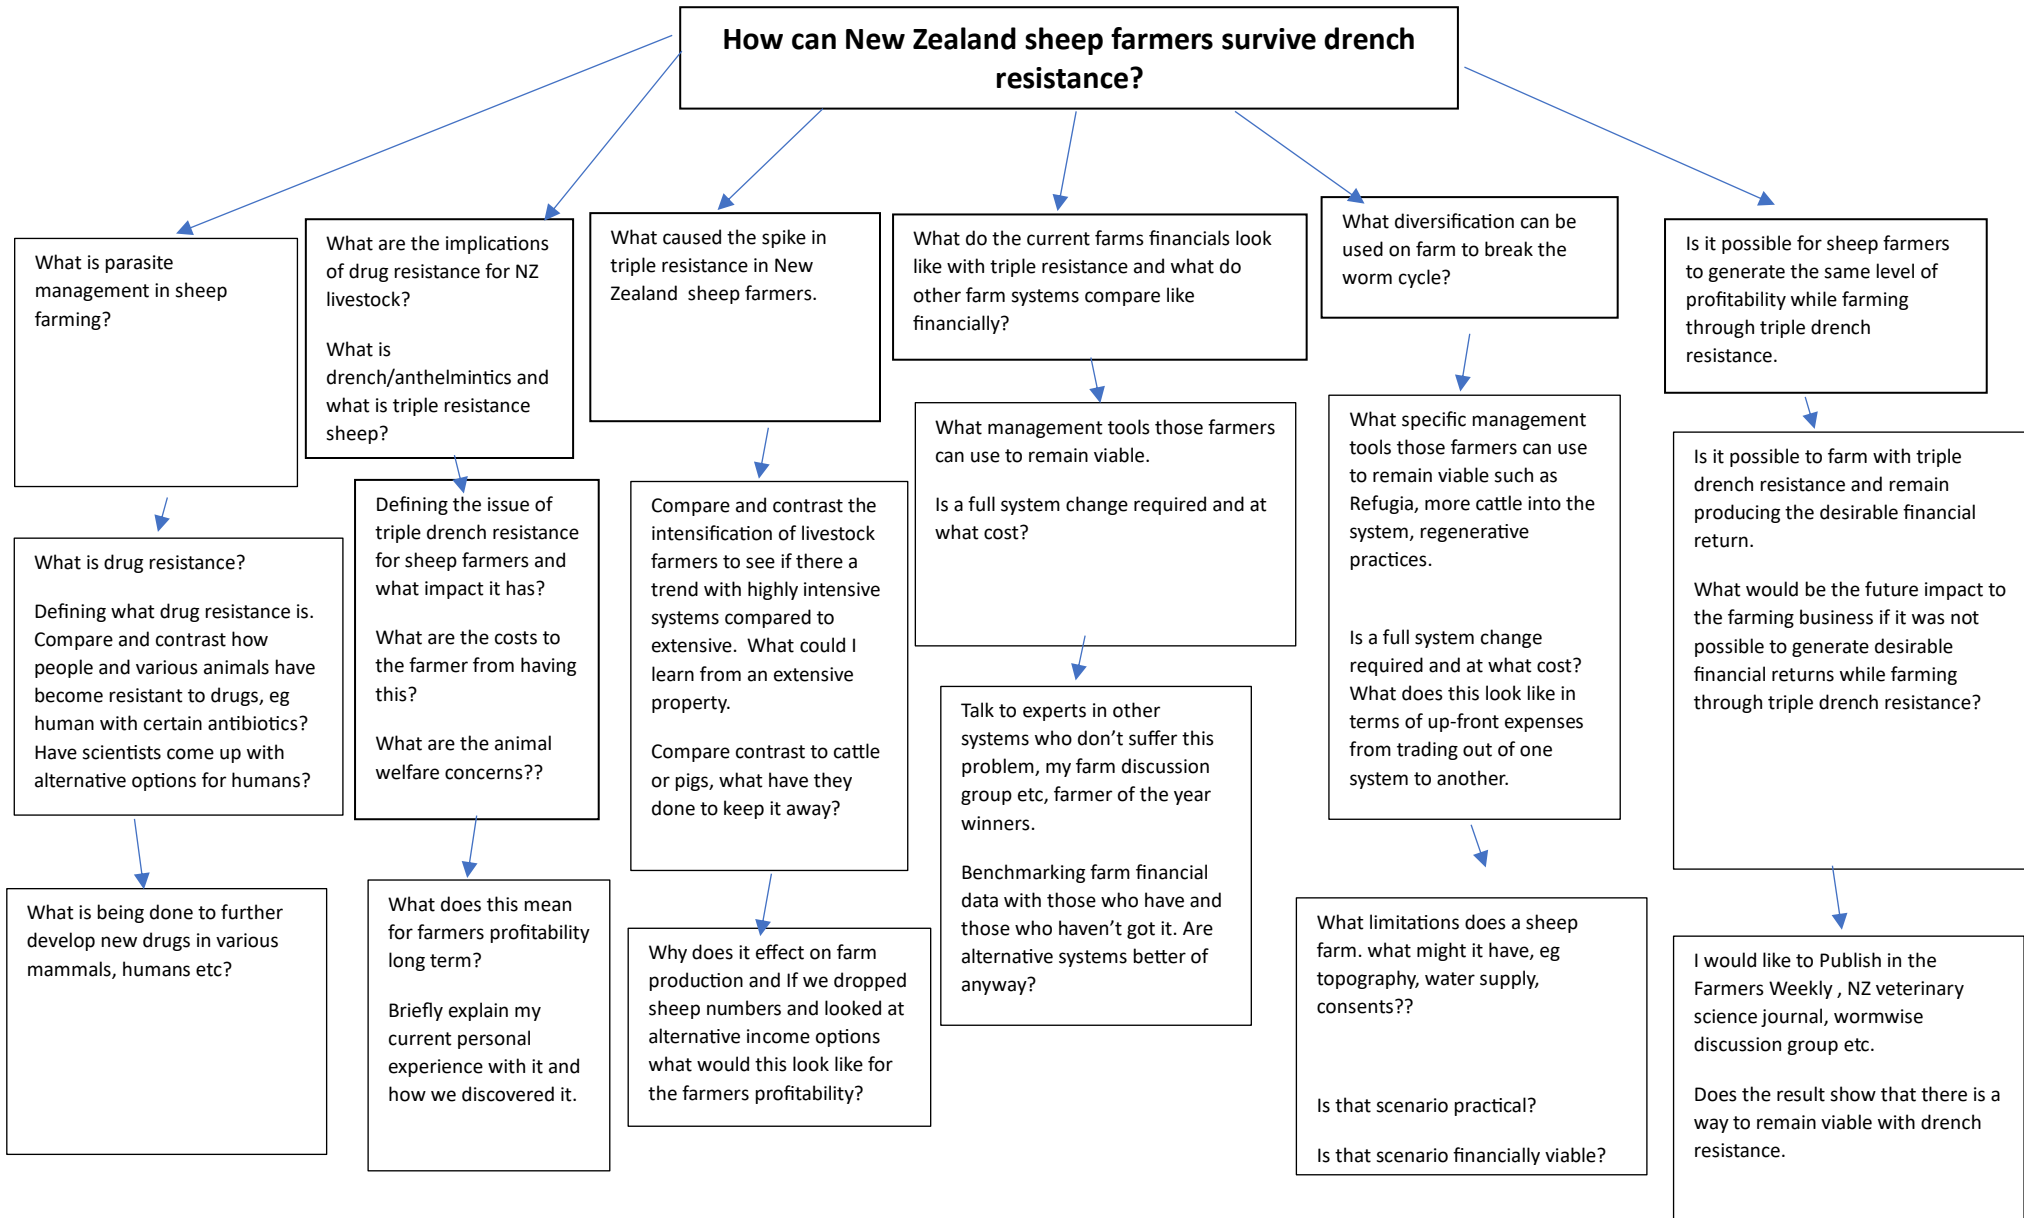 How can New Zealand sheep farmers survive drench
resistance?
What is parasite
management in sheep
farming?
What is drug resistance?
Defining what drug resistance is.
Compare and contrast how
people and various animals have
become resistant to drugs, eg
human with certain antibiotics?
Have scientists come up with
alternative options for humans?
What is being done to further
develop new drugs in various
mammals, humans etc?
What are the implications
of drug resistance for NZ
livestock?
What is
drench/anthelmintics and
what is triple resistance
sheep?
Defining the issue of
triple drench resistance
for sheep farmers and
what impact it has?
What are the costs to
the farmer from having
this?
What are the animal
welfare concerns??
What does this mean
for farmers profitability
long term?
Briefly explain my
current personal
experience with it and
how we discovered it.
What caused the spike in
triple resistance in New
Zealand sheep farmers.
Compare and contrast the
intensification of livestock
farmers to see if there a
trend with highly intensive
systems compared to
extensive. What could I
learn from an extensive
property.
Compare contrast to cattle
or pigs, what have they
done to keep it away?
Why does it effect on farm
production and If we dropped
sheep numbers and looked at
alternative income options
what would this look like for
the farmers profitability?
What do the current farms financials look
like with triple resistance and what do
other farm systems compare like
financially?
What management tools those farmers
can use to remain viable.
Is a full system change required and at
what cost?
Talk to experts in other
systems who don't suffer this
problem, my farm discussion
group etc, farmer of the year
winners.
Benchmarking farm financial
data with those who have and
those who haven't got it. Are
alternative systems better of
anyway?
What diversification can be
used on farm to break the
worm cycle?
What specific management
tools those farmers can use
to remain viable such as
Refugia, more cattle into the
system, regenerative
practices.
Is a full system change
required and at what cost?
What does this look like in
terms of up-front expenses
from trading out of one
system to another.
What limitations does a sheep
farm. what might it have, eg
topography, water supply,
consents??
Is that scenario practical?
Is that scenario financially viable?
Is it possible for sheep farmers
to generate the same level of
profitability while farming
through triple drench
resistance.
Is it possible to farm with triple
drench resistance and remain
producing the desirable financial
return.
What would be the future impact to
the farming business if it was not
possible to generate desirable
financial returns while farming
through triple drench resistance?
I would like to Publish in the
Farmers Weekly , NZ veterinary
science journal, wormwise
discussion group etc.
Does the result show that there is a
way to remain viable with drench
resistance.